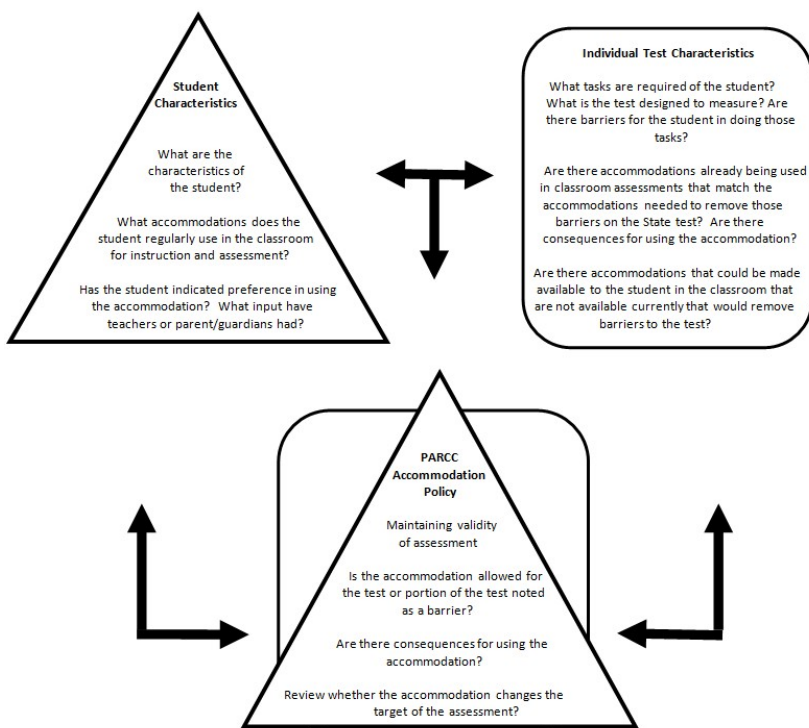 Student
Characteristics
What are the
characteristics of
the student?
What accommodations does the
student regularly use in the classroom
for instruction and assessment?
Has the student indicated preference in using
the accommodation?  What input have
teachers or parent/guardians had?
Individual Test Characteristics
What tasks are required of the student?
What is the test designed to measure? Are
there barriers for the student in doing those
tasks?
Are there accommodations already being used
in classroom assessments that match the
accommodations needed to remove those
barriers on the State test?  Are there
consequences for using the accommodation?
Are there accommodations that could be made
available to the student in the classroom that
are not available currently that would remove
barriers to the test?
PARCC
Accommodation
Policy
Maintaining validity
of assessment
Is the accommodation allowed for
the test or portion of the test noted
as a barrier?
Are there consequences for using the
accommodation?
Review whether the accommodation changes the
target of the assessment?